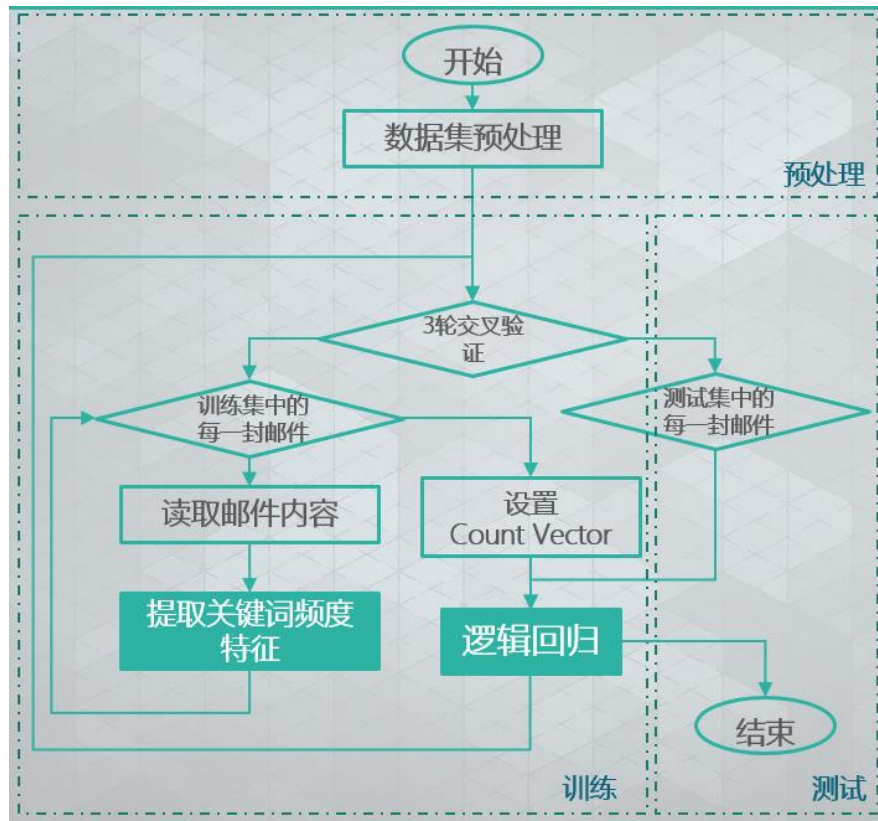 开始
数据集预处理
预处理
3轮交叉验
证
训练集中的
每一封邮件
测试集中的
每一封邮件
读取邮件内容
设置
Count Vector
提取关键词频度
特征
逻辑回归
结束
训练
测试